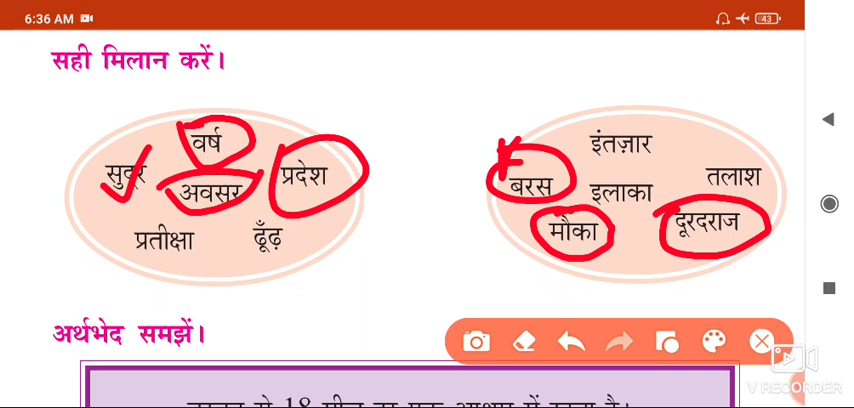 6:36 AM
43
सही मिलान करें।
वर्ष
सुदूर
प्रदेश
अवसर
प्रतीक्षा
ढूँढ़
इंतज़ार
बरस
इलाका
तलाश
मौका
दूरदराज
अर्थभेद समझें।
V RECORDER